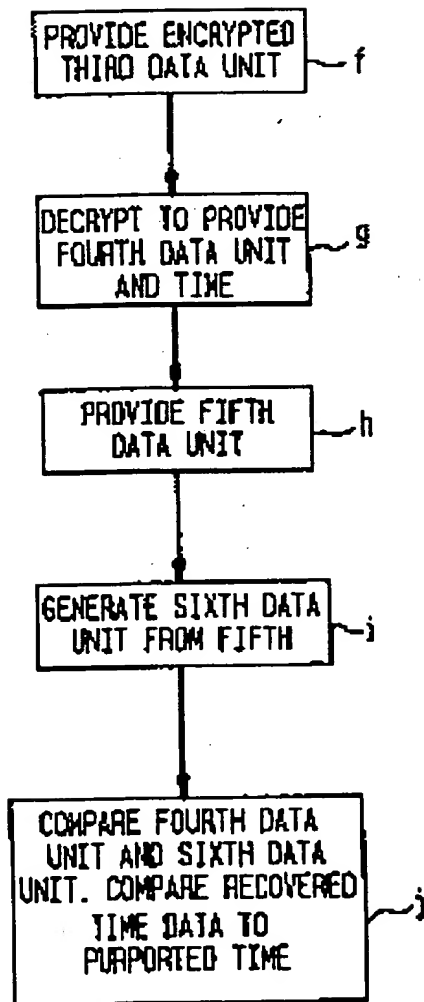 PROVIDE ENCRYPTED
THIRD DATA UNIT
f
DECRYPT TO PROVIDE
FOURTH DATA UNIT
AND TIME
g
PROVIDE FIFTH
DATA UNIT
h
GENERATE SIXTH DATA
UNIT FROM FIFTH
i
COMPARE FOURTH DATA
UNIT AND SIXTH DATA
UNIT. COMPARE RECOVERED
TIME DATA TO
PURPORTED TIME
j